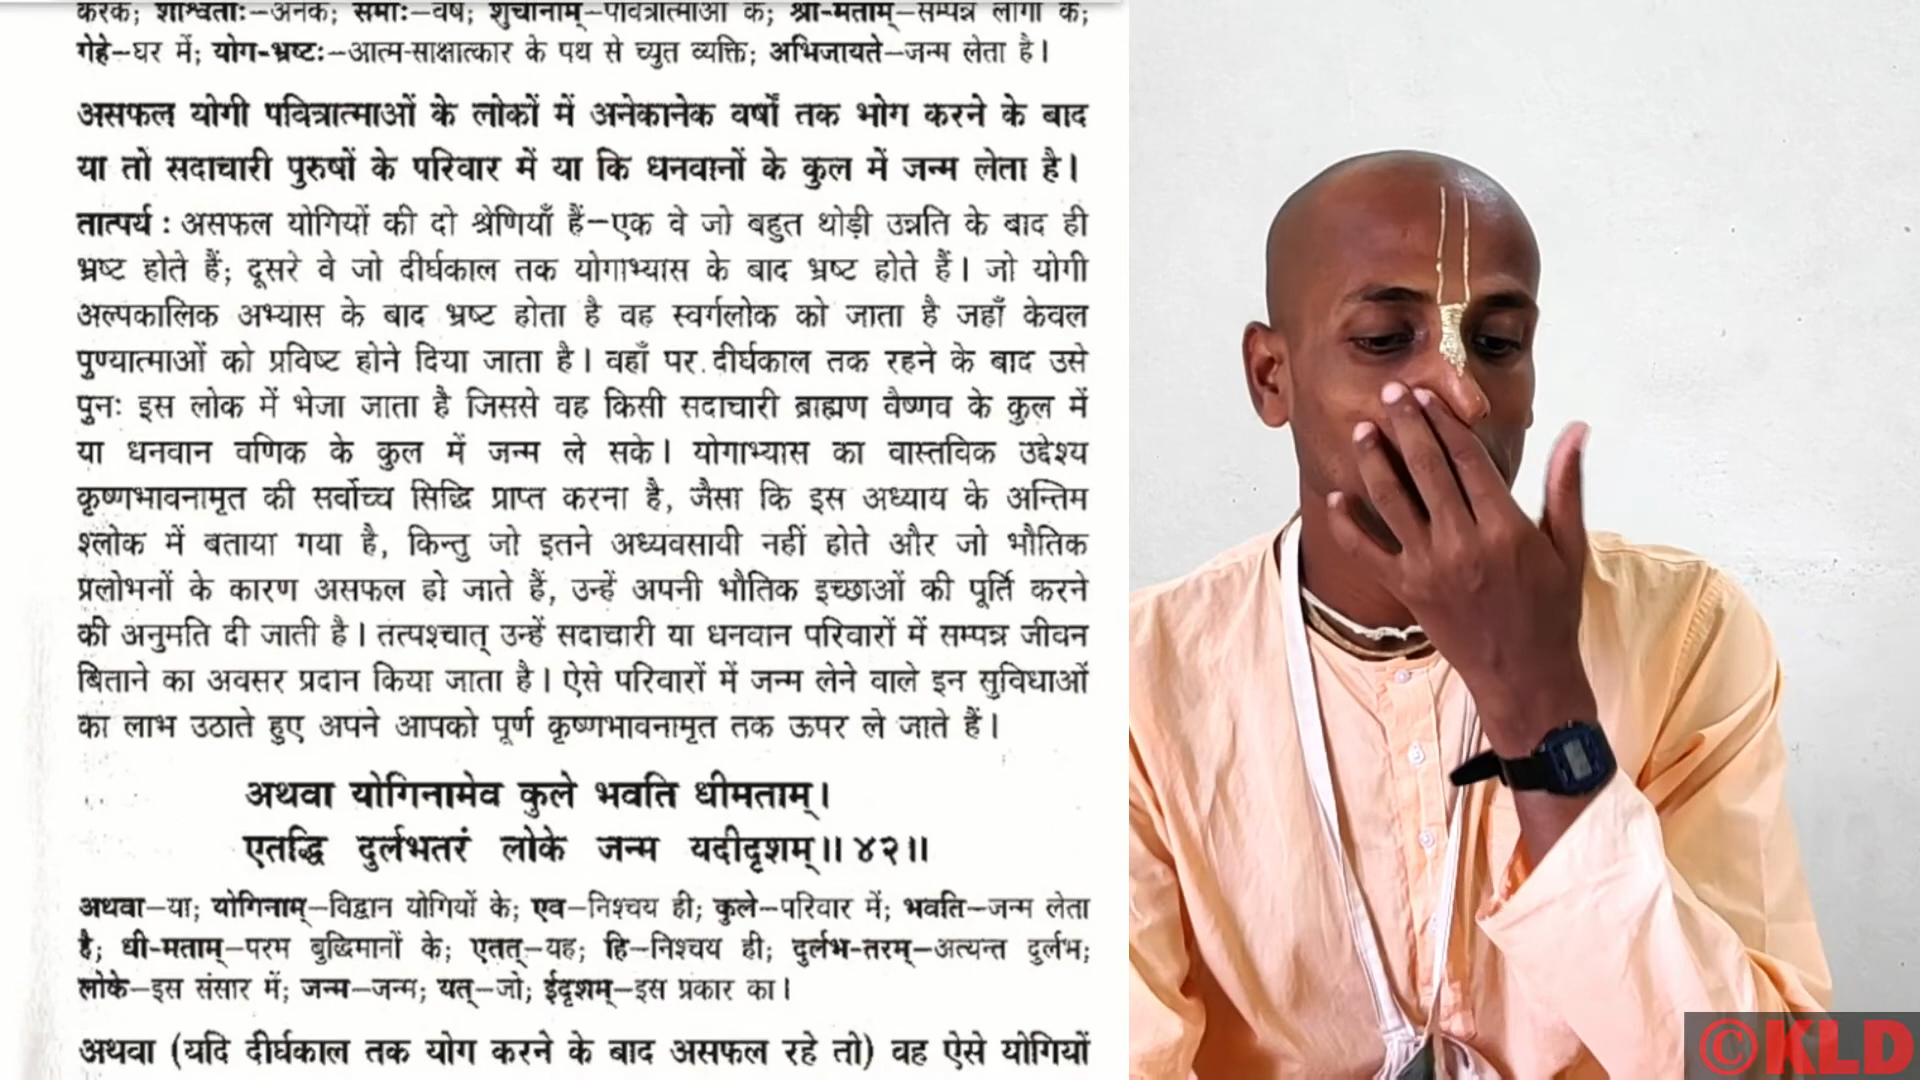 करके; शाश्वताः–अनेक; समाः–वर्ष; शुचीनाम्–पवित्रात्माओं के; श्री-मताम्–सम्पन्न लोगों के;
गेहे–घर में; योग-भ्रष्टः–आत्म-साक्षात्कार के पथ से च्युत व्यक्ति; अभिजायते–जन्म लेता है।
असफल योगी पवित्रात्माओं के लोकों में अनेकानेक वर्षों तक भोग करने के बाद
या तो सदाचारी पुरुषों के परिवार में या कि धनवानों के कुल में जन्म लेता है।
तात्पर्य : असफल योगियों की दो श्रेणियाँ हैं–एक वे जो बहुत थोड़ी उन्नति के बाद ही
भ्रष्ट होते हैं; दूसरे वे जो दीर्घकाल तक योगाभ्यास के बाद भ्रष्ट होते हैं। जो योगी
अल्पकालिक अभ्यास के बाद भ्रष्ट होता है वह स्वर्गलोक को जाता है जहाँ केवल
पुण्यात्माओं को प्रविष्ट होने दिया जाता है। वहाँ पर दीर्घकाल तक रहने के बाद उसे
पुनः इस लोक में भेजा जाता है जिससे वह किसी सदाचारी ब्राह्मण वैष्णव के कुल में
या धनवान वणिक के कुल में जन्म ले सके। योगाभ्यास का वास्तविक उद्देश्य
कृष्णभावनामृत की सर्वोच्च सिद्धि प्राप्त करना है, जैसा कि इस अध्याय के अन्तिम
श्लोक में बताया गया है, किन्तु जो इतने अध्यवसायी नहीं होते और जो भौतिक
प्रलोभनों के कारण असफल हो जाते हैं, उन्हें अपनी भौतिक इच्छाओं की पूर्ति करने
की अनुमति दी जाती है। तत्पश्चात् उन्हें सदाचारी या धनवान परिवारों में सम्पन्न जीवन
बिताने का अवसर प्रदान किया जाता है। ऐसे परिवारों में जन्म लेने वाले इन सुविधाओं
का लाभ उठाते हुए अपने आपको पूर्ण कृष्णभावनामृत तक ऊपर ले जाते हैं।
अथवा योगिनामेव कुले भवति धीमताम्।
एतद्धि दुर्लभतरं लोके जन्म यदीदृशम्॥४२॥
अथवा–या; योगिनाम्–विद्वान योगियों के; एव–निश्चय ही; कुले–परिवार में; भवति–जन्म लेता
है; धी-मताम्–परम बुद्धिमानों के; एतत्–यह; हि–निश्चय ही; दुर्लभ-तरम्–अत्यन्त दुर्लभ;
लोके–इस संसार में; जन्म–जन्म; यत्–जो; ईदृशम्–इस प्रकार का।
अथवा (यदि दीर्घकाल तक योग करने के बाद असफल रहे तो) वह ऐसे योगियों
©KLD